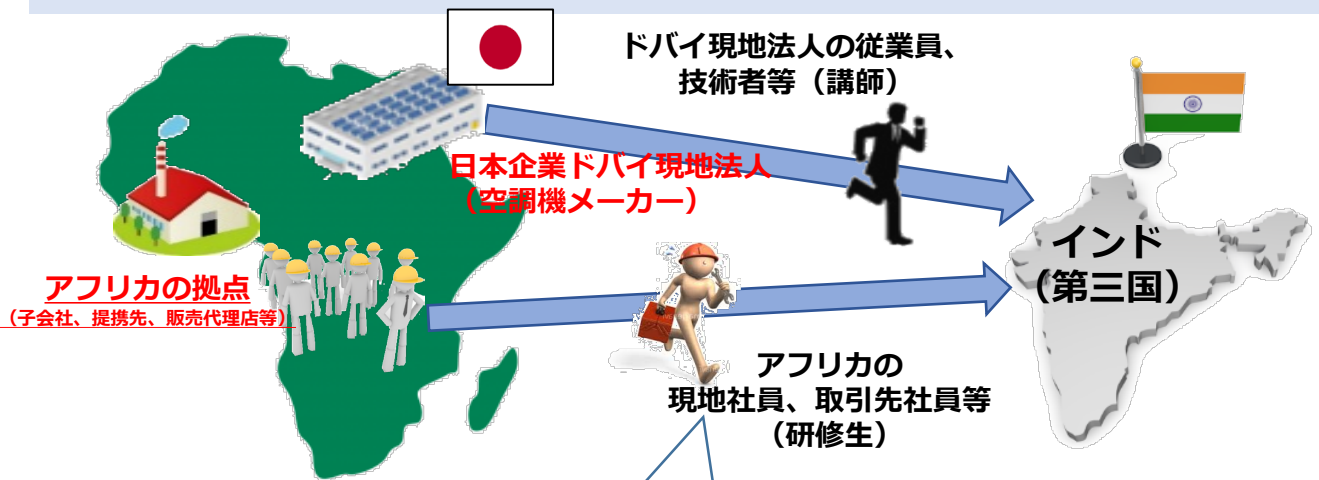 ドバイ現地法人の従業員、
技術者等（講師）
日本企業ドバイ現地法人
（空調機メーカー）
インド
（第三国）
アフリカの拠点
（子会社、提携先、販売代理店等）
アフリカの
現地社員、取引先社員等
（研修生）